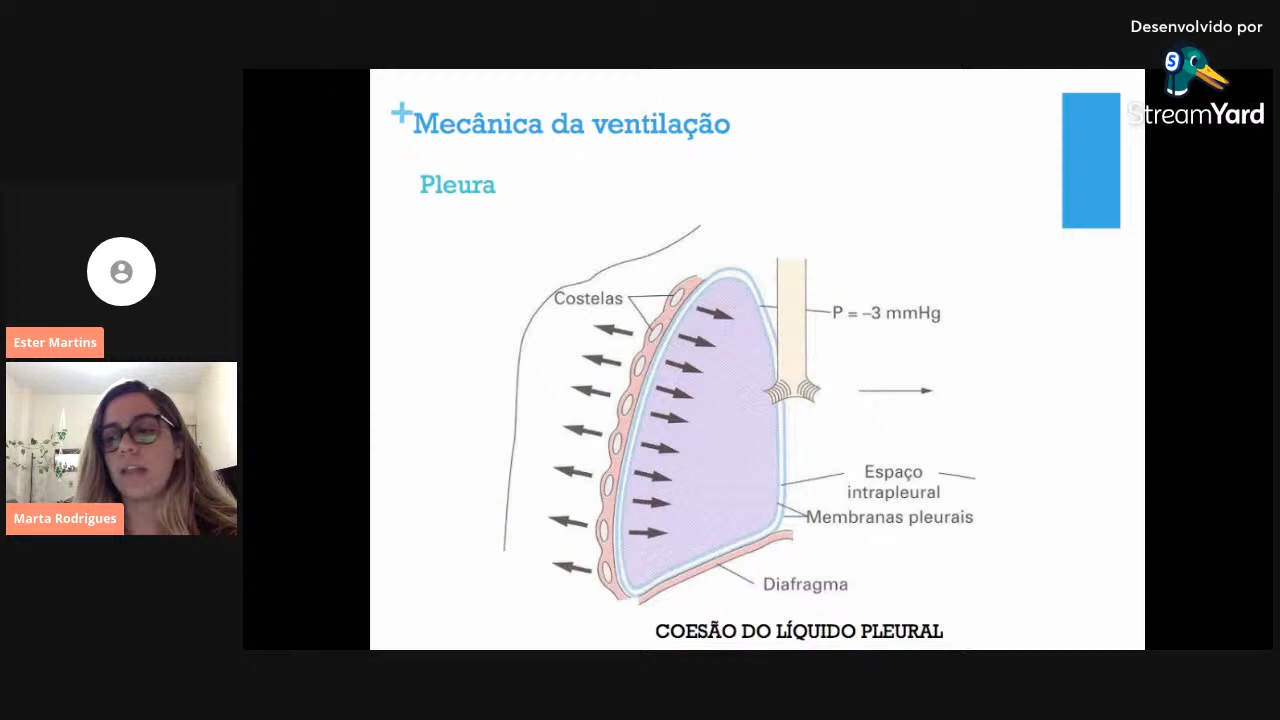 Desenvolvido por
StreamYard
Mecânica da ventilação
Pleura
Costelas
P = –3 mmHg
Espaço
intrapleural
Membranas pleurais
Diafragma
COESÃO DO LÍQUIDO PLEURAL
Ester Martins
Marta Rodrigues